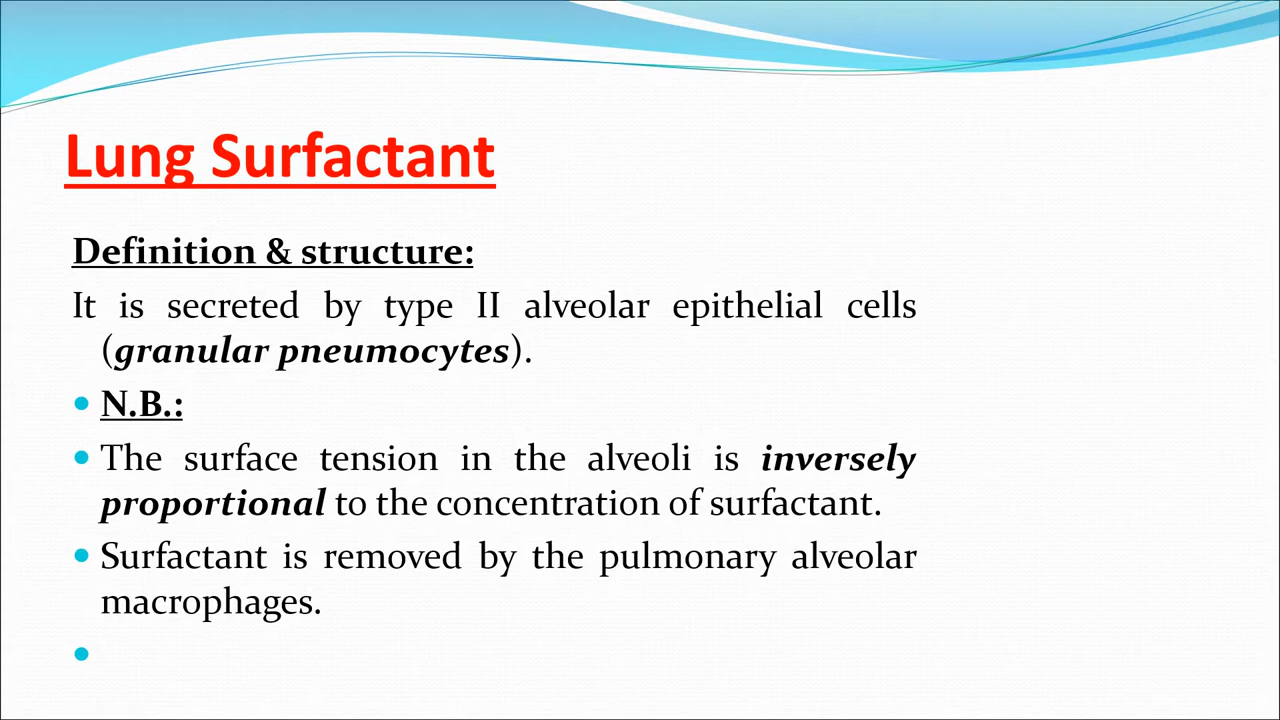 Lung Surfactant
Definition & structure:
It is secreted by type II alveolar epithelial cells
(granular pneumocytes).
• N.B.:
• The surface tension in the alveoli is inversely
proportional to the concentration of surfactant.
• Surfactant is removed by the pulmonary alveolar
macrophages.
•